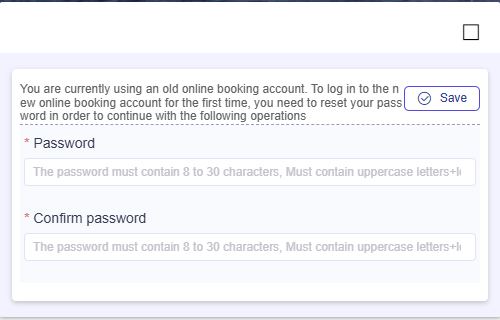 You are currently using an old online booking account. To log in to the n
ew online booking account for the first time, you need to reset your pass
word in order to continue with the following operations
Save
* Password
The password must contain 8 to 30 characters, Must contain uppercase letters+l
* Confirm password
The password must contain 8 to 30 characters, Must contain uppercase letters+l